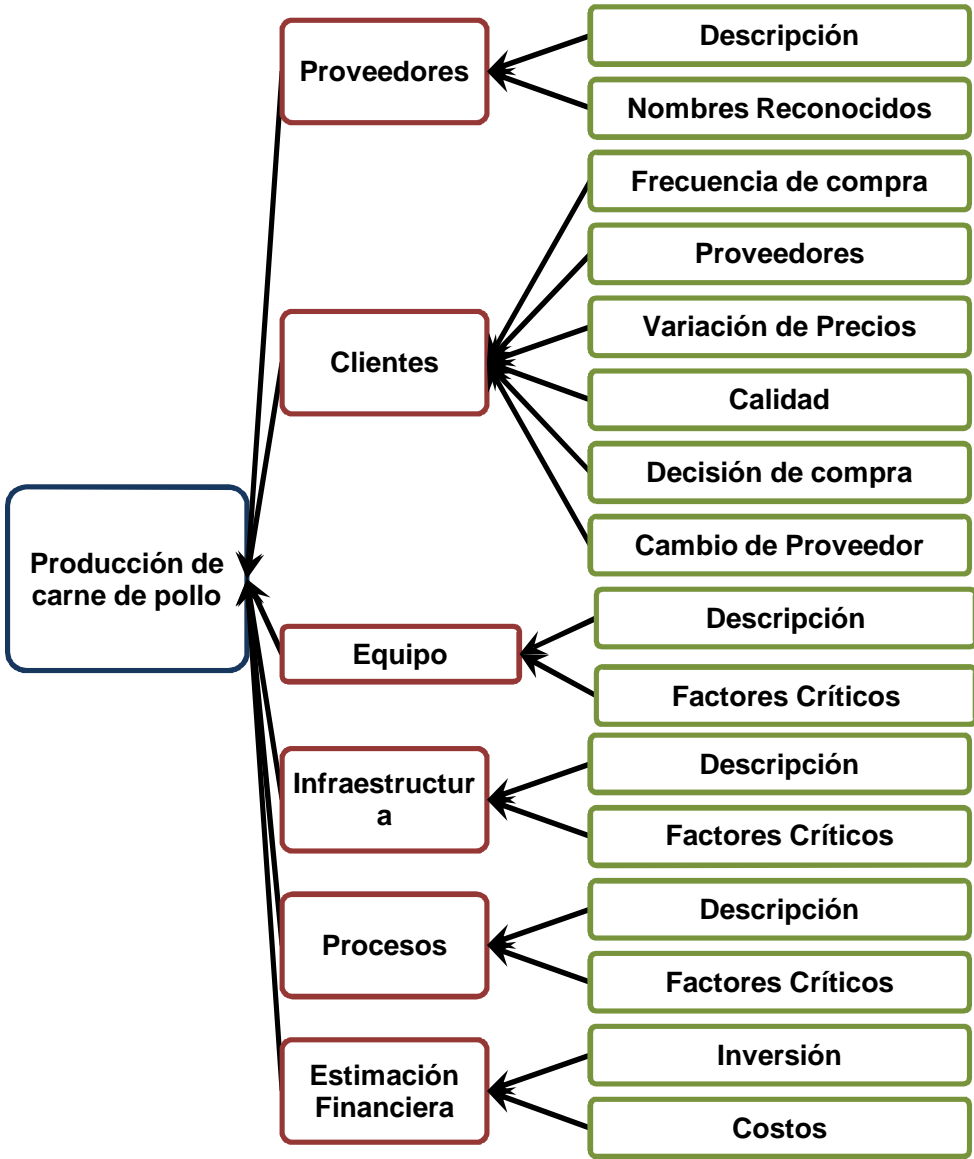 Producción de
carne de pollo
Proveedores
Descripción
Nombres Reconocidos
Clientes
Frecuencia de compra
Proveedores
Variación de Precios
Calidad
Decisión de compra
Cambio de Proveedor
Equipo
Descripción
Factores Críticos
Infraestructur
a
Descripción
Factores Críticos
Procesos
Descripción
Factores Críticos
Estimación
Financiera
Inversión
Costos